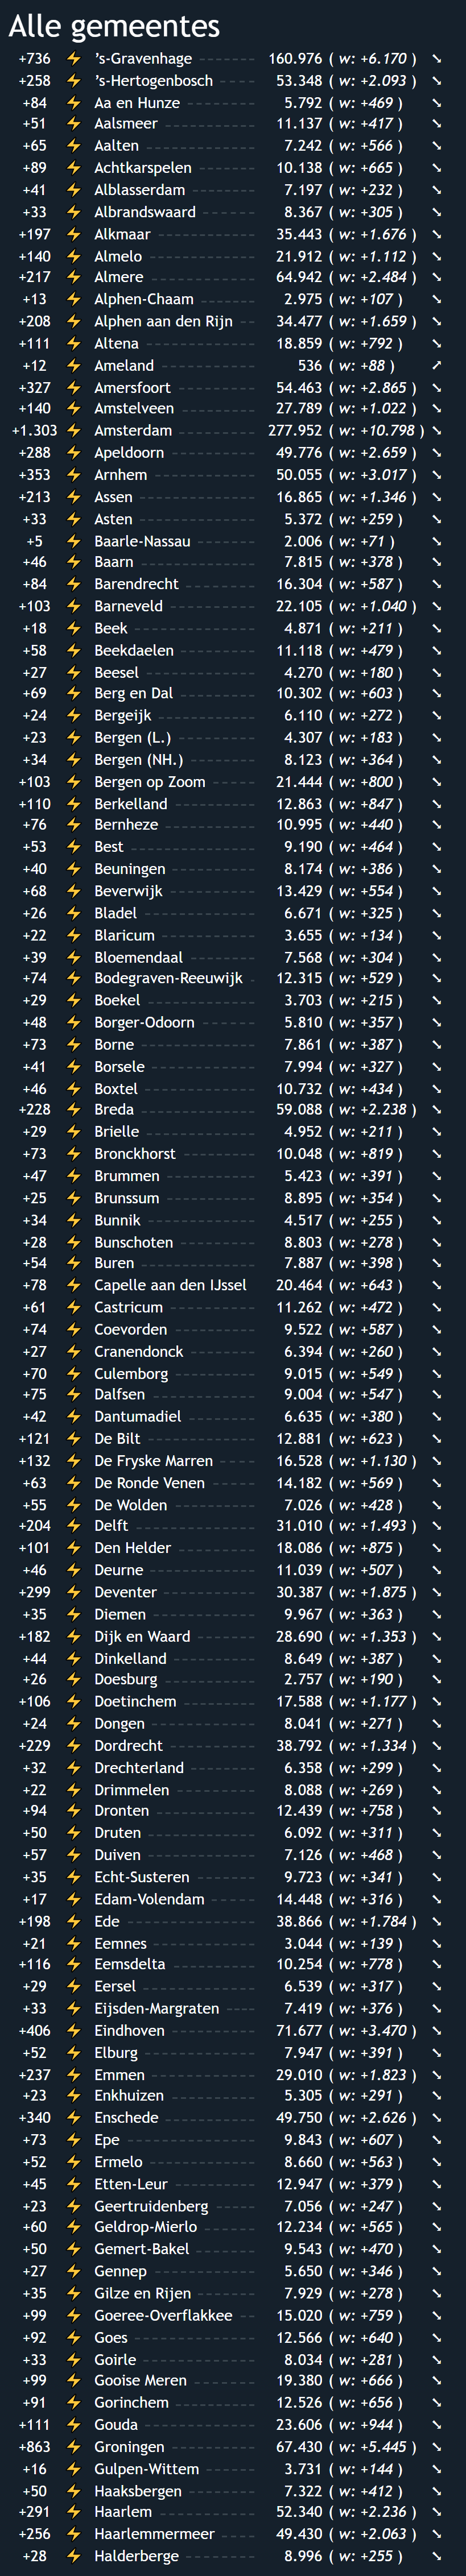 Alle gemeentes
+736 ⚡ ’s-Gravenhage 160.976 ( w: +6.170 ) ➘
+258 ⚡ ’s-Hertogenbosch 53.348 ( w: +2.093 ) ➘
+84 ⚡ Aa en Hunze 5.792 ( w: +469 ) ➘
+51 ⚡ Aalsmeer 11.137 ( w: +417 ) ➘
+65 ⚡ Aalten 7.242 ( w: +566 ) ➘
+89 ⚡ Achtkarspelen 10.138 ( w: +665 ) ➘
+41 ⚡ Alblasserdam 7.197 ( w: +232 ) ➘
+33 ⚡ Albrandswaard 8.367 ( w: +305 ) ➘
+197 ⚡ Alkmaar 35.443 ( w: +1.676 ) ➘
+140 ⚡ Almelo 21.912 ( w: +1.112 ) ➘
+217 ⚡ Almere 64.942 ( w: +2.484 ) ➘
+13 ⚡ Alphen-Chaam 2.975 ( w: +107 ) ➘
+208 ⚡ Alphen aan den Rijn 34.477 ( w: +1.659 ) ➘
+111 ⚡ Altena 18.859 ( w: +792 ) ➘
+12 ⚡ Ameland 536 ( w: +88 ) ➚
+327 ⚡ Amersfoort 54.463 ( w: +2.865 ) ➘
+140 ⚡ Amstelveen 27.789 ( w: +1.022 ) ➘
+1.303 ⚡ Amsterdam 277.952 ( w: +10.798 ) ➘
+288 ⚡ Apeldoorn 49.776 ( w: +2.659 ) ➘
+353 ⚡ Arnhem 50.055 ( w: +3.017 ) ➘
+213 ⚡ Assen 16.865 ( w: +1.346 ) ➘
+33 ⚡ Asten 5.372 ( w: +259 ) ➘
+5 ⚡ Baarle-Nassau 2.006 ( w: +71 ) ➘
+46 ⚡ Baarn 7.815 ( w: +378 ) ➘
+84 ⚡ Barendrecht 16.304 ( w: +587 ) ➘
+103 ⚡ Barneveld 22.105 ( w: +1.040 ) ➘
+18 ⚡ Beek 4.871 ( w: +211 ) ➘
+58 ⚡ Beekdaelen 11.118 ( w: +479 ) ➘
+27 ⚡ Beesel 4.270 ( w: +180 ) ➘
+69 ⚡ Berg en Dal 10.302 ( w: +603 ) ➘
+24 ⚡ Bergeijk 6.110 ( w: +272 ) ➘
+23 ⚡ Bergen (L.) 4.307 ( w: +183 ) ➘
+34 ⚡ Bergen (NH.) 8.123 ( w: +364 ) ➘
+103 ⚡ Bergen op Zoom 21.444 ( w: +800 ) ➘
+110 ⚡ Berkelland 12.863 ( w: +847 ) ➘
+76 ⚡ Bernheze 10.995 ( w: +440 ) ➘
+53 ⚡ Best 9.190 ( w: +464 ) ➘
+40 ⚡ Beuningen 8.174 ( w: +386 ) ➘
+68 ⚡ Beverwijk 13.429 ( w: +554 ) ➘
+26 ⚡ Bladel 6.671 ( w: +325 ) ➘
+22 ⚡ Blaricum 3.655 ( w: +134 ) ➘
+39 ⚡ Bloemendaal 7.568 ( w: +304 ) ➘
+74 ⚡ Bodegraven-Reeuwijk 12.315 ( w: +529 ) ➘
+29 ⚡ Boekel 3.703 ( w: +215 ) ➘
+48 ⚡ Borger-Odoorn 5.810 ( w: +357 ) ➘
+73 ⚡ Borne 7.861 ( w: +387 ) ➘
+41 ⚡ Borsele 7.994 ( w: +327 ) ➘
+46 ⚡ Boxtel 10.732 ( w: +434 ) ➘
+228 ⚡ Breda 59.088 ( w: +2.238 ) ➘
+29 ⚡ Brielle 4.952 ( w: +211 ) ➘
+73 ⚡ Bronckhorst 10.048 ( w: +819 ) ➘
+47 ⚡ Brummen 5.423 ( w: +391 ) ➘
+25 ⚡ Brunssum 8.895 ( w: +354 ) ➘
+34 ⚡ Bunnik 4.517 ( w: +255 ) ➘
+28 ⚡ Bunschoten 8.803 ( w: +278 ) ➘
+54 ⚡ Buren 7.887 ( w: +398 ) ➘
+78 ⚡ Capelle aan den IJssel 20.464 ( w: +643 ) ➘
+61 ⚡ Castricum 11.262 ( w: +472 ) ➘
+74 ⚡ Coevorden 9.522 ( w: +587 ) ➘
+27 ⚡ Cranendonck 6.394 ( w: +260 ) ➘
+70 ⚡ Culemborg 9.015 ( w: +549 ) ➘
+75 ⚡ Dalfsen 9.004 ( w: +547 ) ➘
+42 ⚡ Dantumadiel 6.635 ( w: +380 ) ➘
+121 ⚡ De Bilt 12.881 ( w: +623 ) ➘
+132 ⚡ De Fryske Marren 16.528 ( w: +1.130 ) ➘
+63 ⚡ De Ronde Venen 14.182 ( w: +569 ) ➘
+55 ⚡ De Wolden 7.026 ( w: +428 ) ➘
+204 ⚡ Delft 31.010 ( w: +1.493 ) ➘
+101 ⚡ Den Helder 18.086 ( w: +875 ) ➘
+46 ⚡ Deurne 11.039 ( w: +507 ) ➘
+299 ⚡ Deventer 30.387 ( w: +1.875 ) ➘
+35 ⚡ Diemen 9.967 ( w: +363 ) ➘
+182 ⚡ Dijk en Waard 28.690 ( w: +1.353 ) ➘
+44 ⚡ Dinkelland 8.649 ( w: +387 ) ➘
+26 ⚡ Doesburg 2.757 ( w: +190 ) ➘
+106 ⚡ Doetinchem 17.588 ( w: +1.177 ) ➘
+24 ⚡ Dongen 8.041 ( w: +271 ) ➘
+229 ⚡ Dordrecht 38.792 ( w: +1.334 ) ➘
+32 ⚡ Drechterland 6.358 ( w: +299 ) ➘
+22 ⚡ Drimmelen 8.088 ( w: +269 ) ➘
+94 ⚡ Dronten 12.439 ( w: +758 ) ➘
+50 ⚡ Druten 6.092 ( w: +311 ) ➘
+57 ⚡ Duiven 7.126 ( w: +468 ) ➘
+35 ⚡ Echt-Susteren 9.723 ( w: +341 ) ➘
+17 ⚡ Edam-Volendam 14.448 ( w: +316 ) ➘
+198 ⚡ Ede 38.866 ( w: +1.784 ) ➘
+21 ⚡ Eemnes 3.044 ( w: +139 ) ➘
+116 ⚡ Eemsdelta 10.254 ( w: +778 ) ➘
+29 ⚡ Eersel 6.539 ( w: +317 ) ➘
+33 ⚡ Eijsden-Margraten 7.419 ( w: +376 ) ➘
+406 ⚡ Eindhoven 71.677 ( w: +3.470 ) ➘
+52 ⚡ Elburg 7.947 ( w: +391 ) ➘
+237 ⚡ Emmen 29.010 ( w: +1.823 ) ➘
+23 ⚡ Enkhuizen 5.305 ( w: +291 ) ➘
+340 ⚡ Enschede 49.750 ( w: +2.626 ) ➘
+73 ⚡ Epe 9.843 ( w: +607 ) ➘
+52 ⚡ Ermelo 8.660 ( w: +563 ) ➘
+45 ⚡ Etten-Leur 12.947 ( w: +379 ) ➘
+23 ⚡ Geertruidenberg 7.056 ( w: +247 ) ➘
+60 ⚡ Geldrop-Mierlo 12.234 ( w: +565 ) ➘
+50 ⚡ Gemert-Bakel 9.543 ( w: +470 ) ➘
+27 ⚡ Gennep 5.650 ( w: +346 ) ➘
+35 ⚡ Gilze en Rijen 7.929 ( w: +278 ) ➘
+99 ⚡ Goeree-Overflakkee 15.020 ( w: +759 ) ➘
+92 ⚡ Goes 12.566 ( w: +640 ) ➘
+33 ⚡ Goirle 8.034 ( w: +281 ) ➘
+99 ⚡ Gooise Meren 19.380 ( w: +666 ) ➘
+91 ⚡ Gorinchem 12.526 ( w: +656 ) ➘
+111 ⚡ Gouda 23.606 ( w: +944 ) ➘
+863 ⚡ Groningen 67.430 ( w: +5.445 ) ➘
+16 ⚡ Gulpen-Wittem 3.731 ( w: +144 ) ➘
+50 ⚡ Haaksbergen 7.322 ( w: +412 ) ➘
+291 ⚡ Haarlem 52.340 ( w: +2.236 ) ➘
+256 ⚡ Haarlemmermeer 49.430 ( w: +2.063 ) ➘
+28 ⚡ Halderberge 8.996 ( w: +255 ) ➘